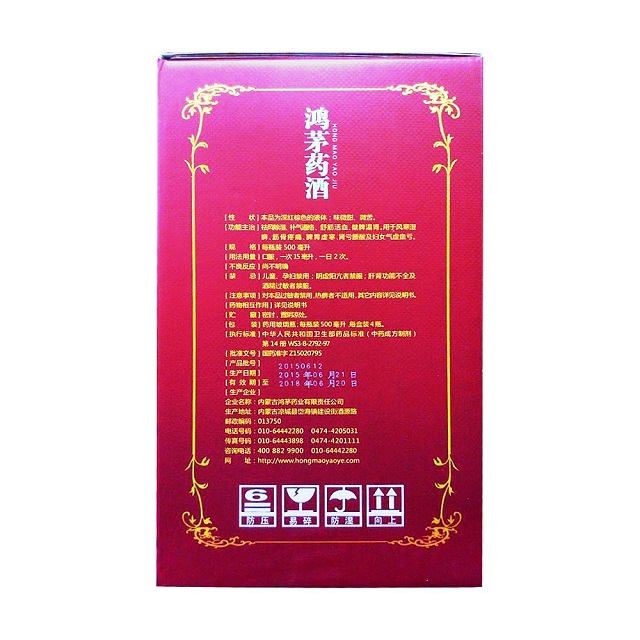 鸿茅药酒
HONG MAO YAO JIU
[性 状]本品为深红棕色的液体；味微甜、微苦。
[功能主治]祛风除湿，补气通络，舒筋活血，健脾温肾。用于风寒湿
痹，筋骨疼痛，脾胃虚寒，肾亏腰酸及妇女气虚血亏。
[规 格]每瓶装500毫升
[用法用量]口服，一次15毫升，一日2次。
[不良反应]尚不明确
[禁 忌]儿童、孕妇禁用；阴虚阳亢者禁服；肝肾功能不全及
酒精过敏者禁服。
[注意事项]对本品过敏者禁用，热痹者不适用，其它内容详见说明书。
[药物相互作用]详见说明书
[贮 藏]密封，置阴凉处。
[包 装]药用玻璃瓶；每瓶装500毫升，每盒装4瓶。
[执行标准]中华人民共和国卫生部药品标准（中药成方制剂）
第14册 WS3-B-2792-97
[批准文号]国药准字Z15020795
[产品批号] 20150612
[生产日期] 2015年06月21日
[有效期]至 2018年06月20日
[生产企业]
企业名称：内蒙古鸿茅药业有限责任公司
生产地址：内蒙古凉城县岱海镇建设街酒源路
邮政编码：013750
电话号码：010-64442280 0474-4205031
传真号码：010-64443898 0474-4201111
咨询电话：400 882 9900 010-64442280
网 址：http://www.hongmaoyaoye.com
6
防压 易碎 防湿 向上